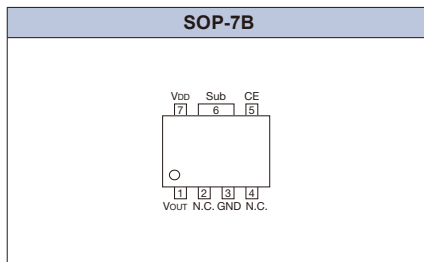 SOP-7B
VDD Sub CE
7 6 5
1 2 3 4
VOUT N.C. GND N.C.